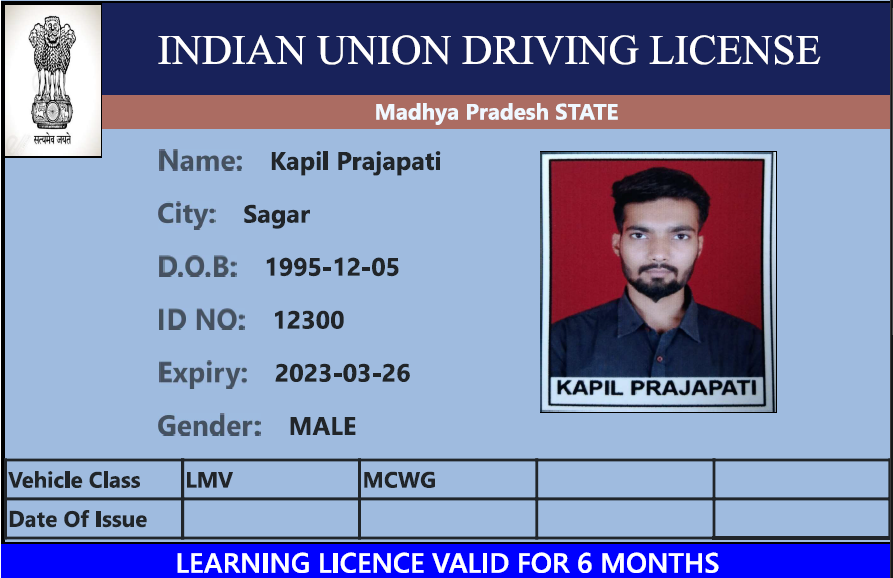 INDIAN UNION DRIVING LICENSE
सत्यमेव जयते
Madhya Pradesh STATE
Name: Kapil Prajapati
City: Sagar
D.O.B: 1995-12-05
ID NO: 12300
Expiry: 2023-03-26
Gender: MALE
KAPIL PRAJAPATI
Vehicle Class LMV MCWG
Date Of Issue
LEARNING LICENCE VALID FOR 6 MONTHS